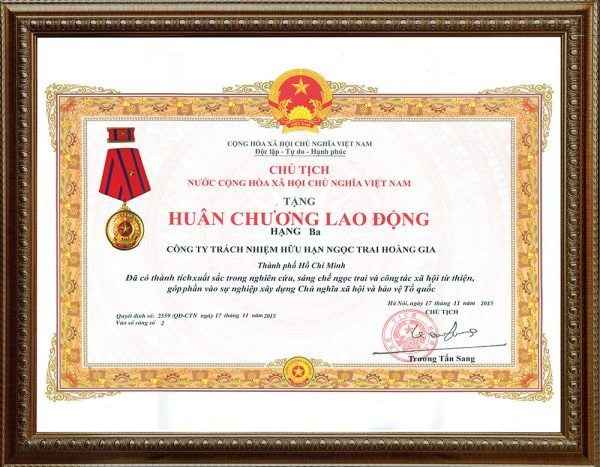 CỘNG HÒA XÃ HỘI CHỦ NGHĨA VIỆT NAM
Độc lập - Tự do - Hạnh phúc
CHỦ TỊCH
NƯỚC CỘNG HÒA XÃ HỘI CHỦ NGHĨA VIỆT NAM
TẶNG
HUÂN CHƯƠNG LAO ĐỘNG
HẠNG Ba
CÔNG TY TRÁCH NHIỆM HỮU HẠN NGỌC TRAI HOÀNG GIA
Thành phố Hồ Chí Minh
Đã có thành tích xuất sắc trong nghiên cứu, sáng chế ngọc trai và công tác xã hội từ thiện,
góp phần vào sự nghiệp xây dựng Chủ nghĩa xã hội và bảo vệ Tổ quốc
Hà Nội, ngày 17 tháng 11 năm 2015
CHỦ TỊCH
Quyết định số: 2559 /QĐ-CTN ngày 17 tháng 11 năm 2015
Vào sổ vàng số 2
Trương Tấn Sang